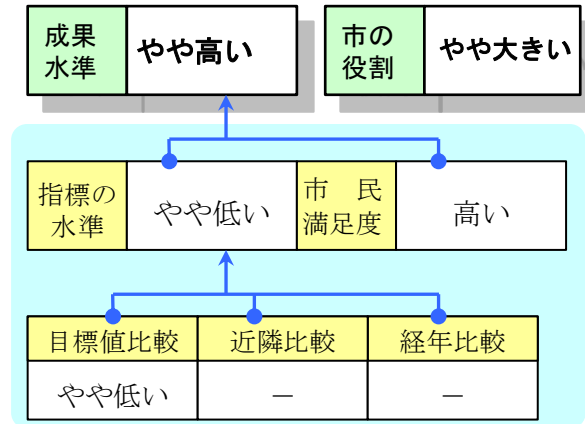 成果
水準
やや高い
市の
役割
やや大きい
指標の
水準
やや低い
市　民
満足度
高い
目標値比較
近隣比較
経年比較
やや低い
－
－